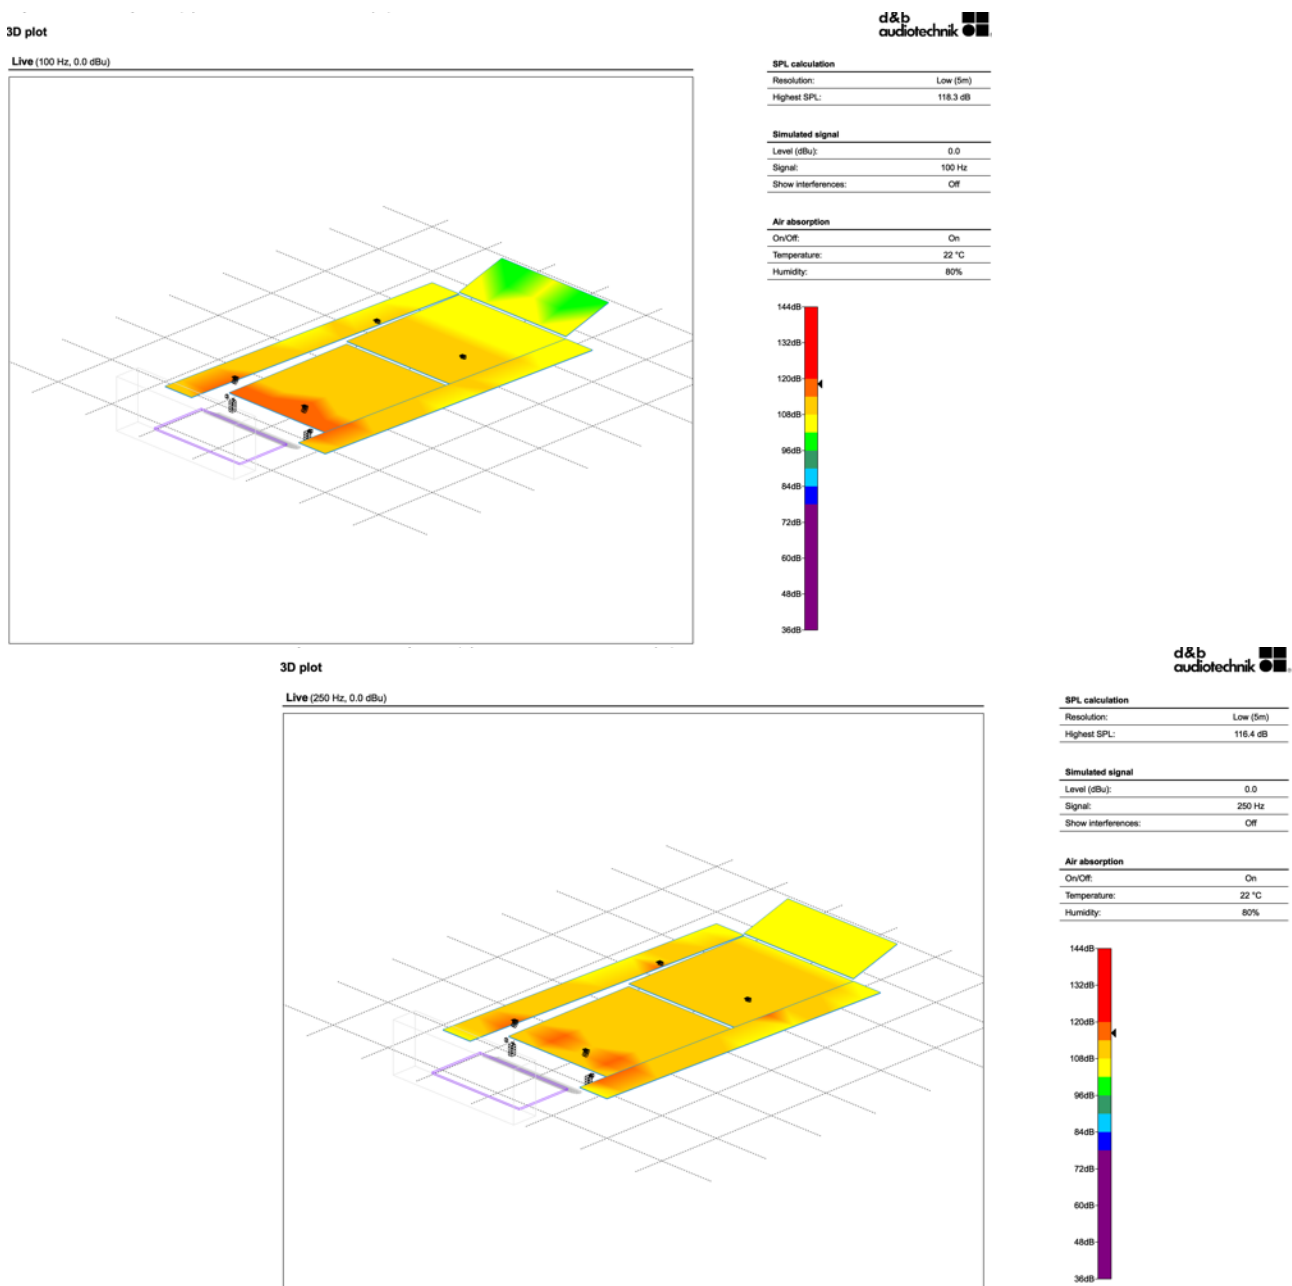 d&b
audiotechnik
3D plot
Live (100 Hz, 0.0 dBu)
SPL calculation
Resolution: Low (5m)
Highest SPL: 118.3 dB
Simulated signal
Level (dBu): 0.0
Signal: 100 Hz
Show interferences: Off
Air absorption
On/Off: On
Temperature: 22 °C
Humidity: 80%
144dB
132dB
120dB
108dB
96dB
84dB
72dB
60dB
48dB
36dB
d&b
audiotechnik
3D plot
Live (250 Hz, 0.0 dBu)
SPL calculation
Resolution: Low (5m)
Highest SPL: 116.4 dB
Simulated signal
Level (dBu): 0.0
Signal: 250 Hz
Show interferences: Off
Air absorption
On/Off: On
Temperature: 22 °C
Humidity: 80%
144dB
132dB
120dB
108dB
96dB
84dB
72dB
60dB
48dB
36dB